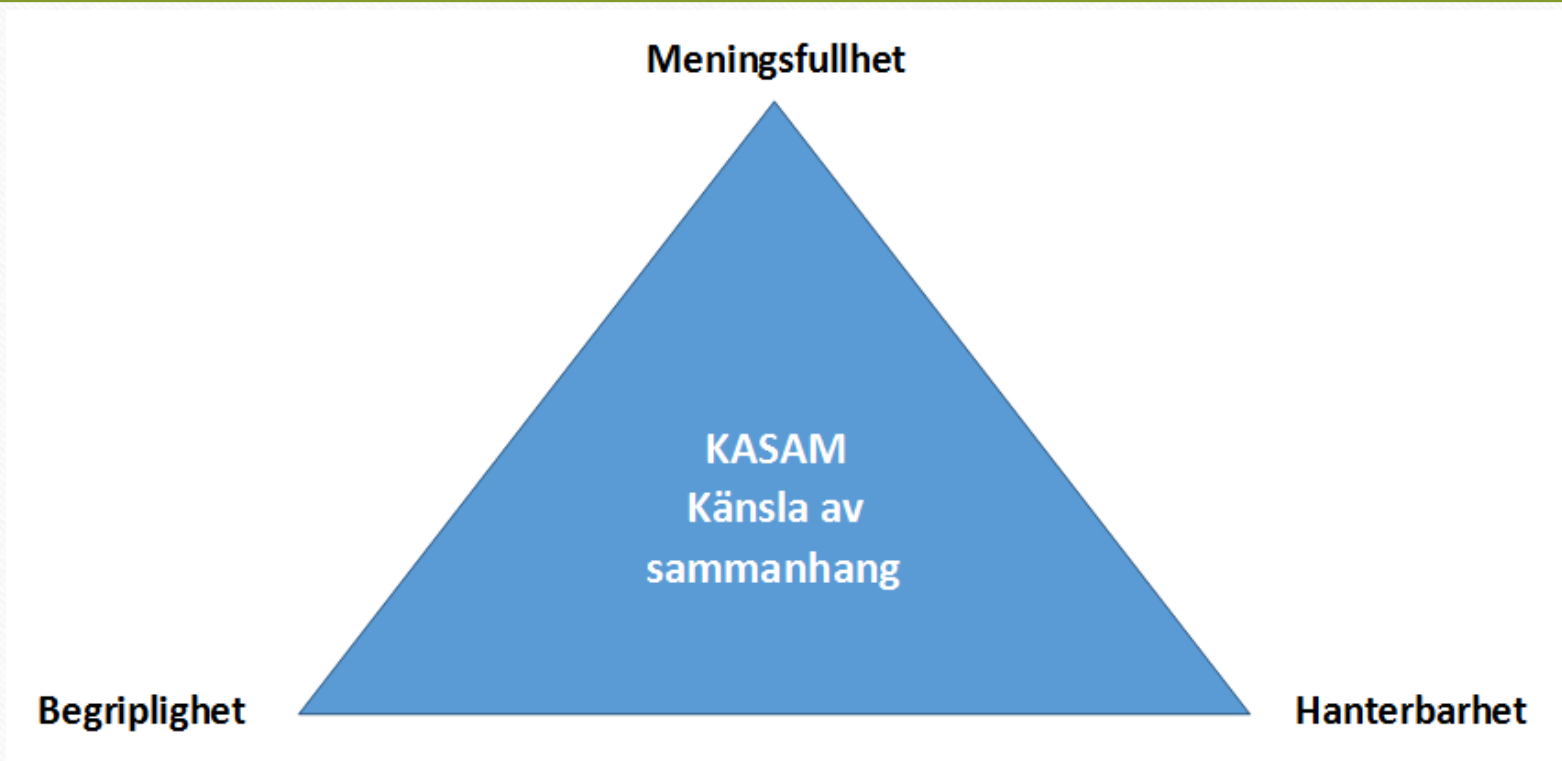 Meningsfullhet
KASAM
Känsla av
sammanhang
Begriplighet
Hanterbarhet